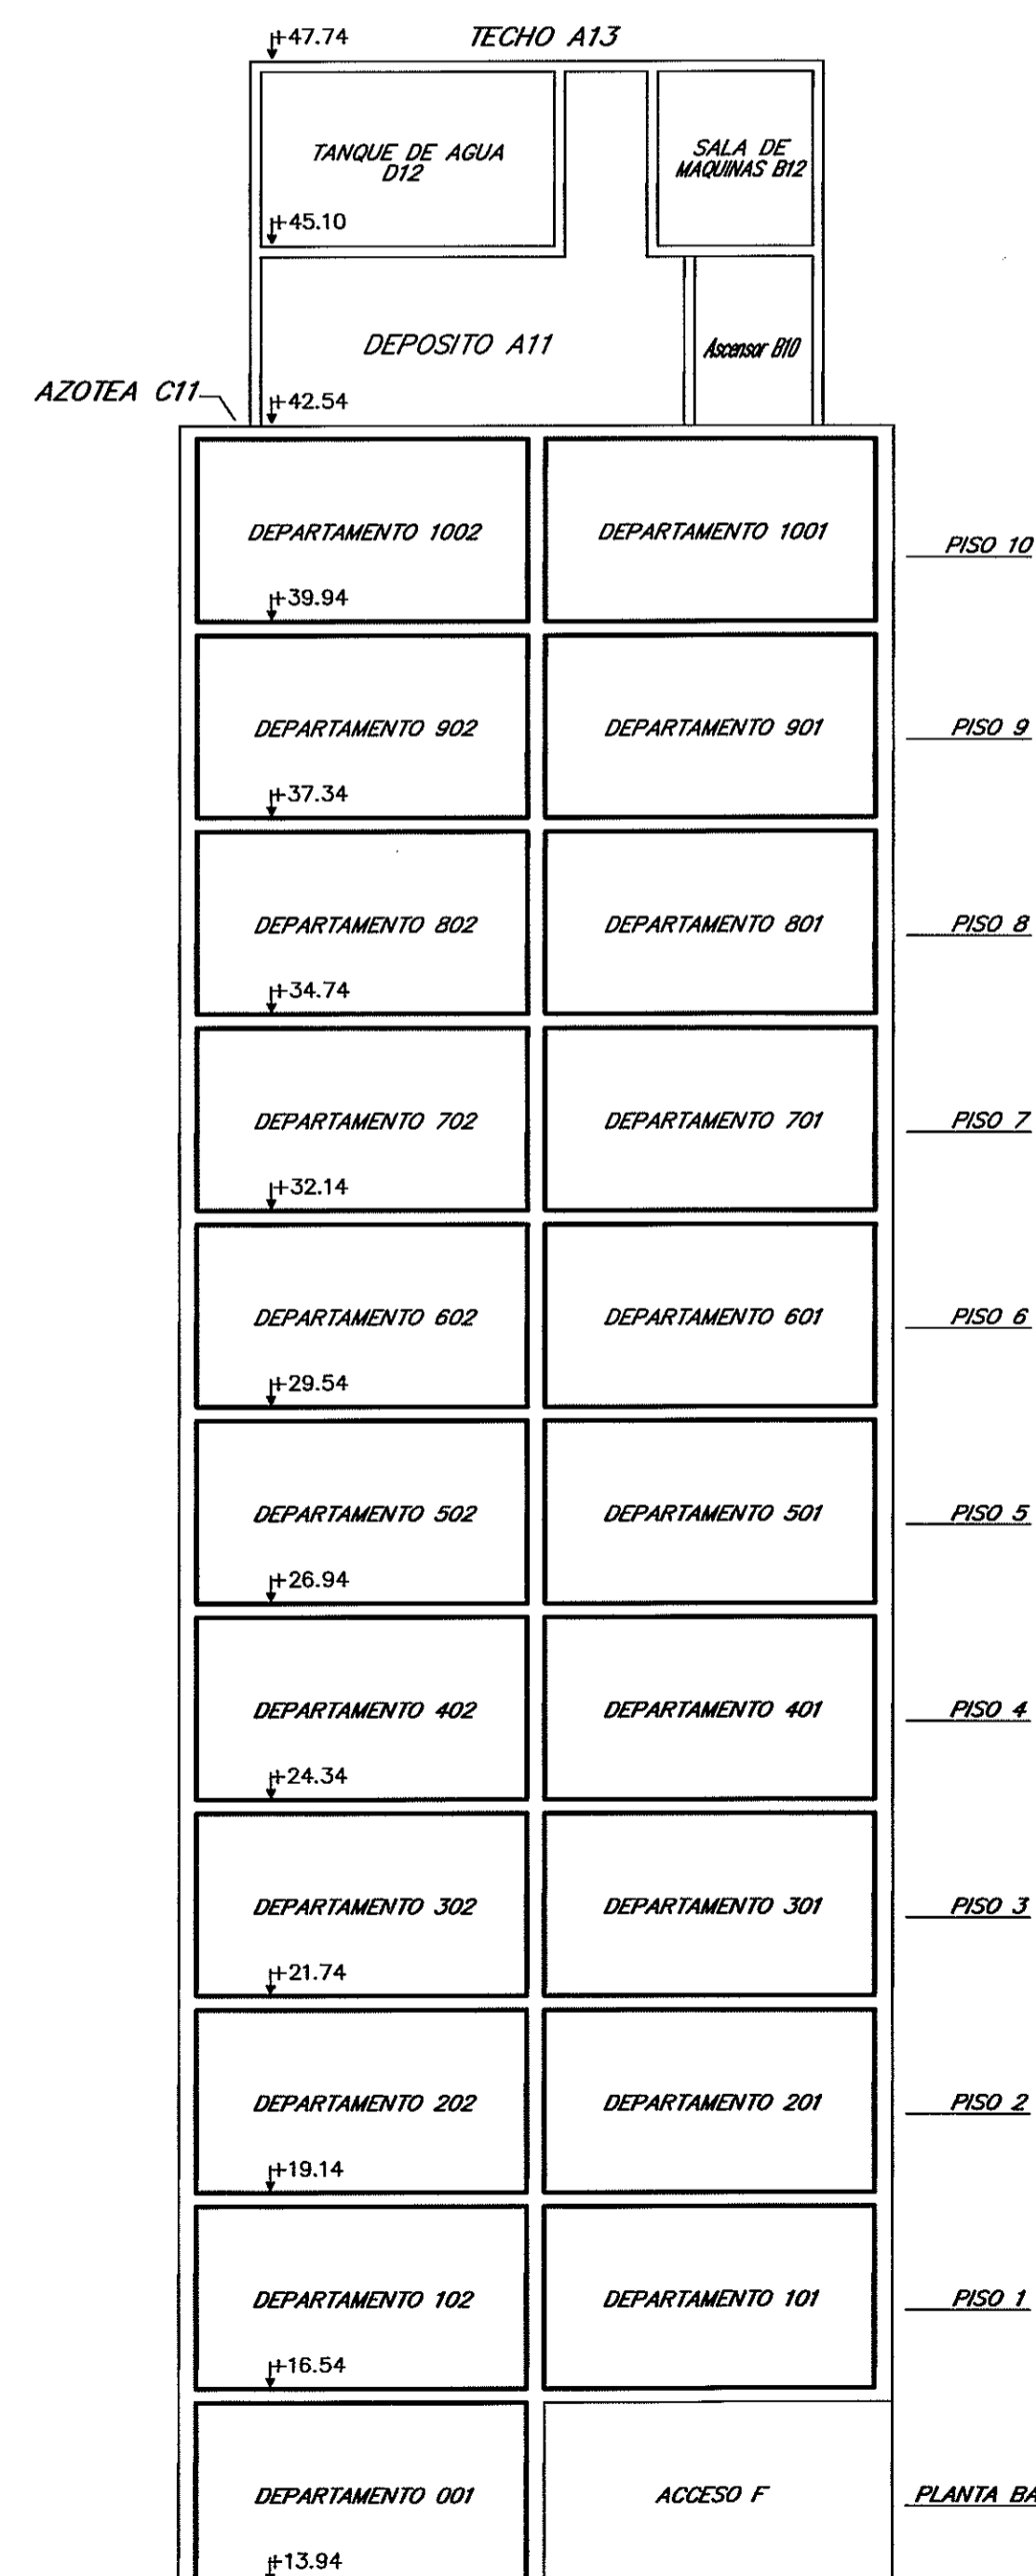 +47.74 TECHO A13
TANQUE DE AGUA
D12
SALA DE
MAQUINAS B12
+45.10
DEPOSITO A11
Ascensor B10
AZOTEA C11
+42.54
DEPARTAMENTO 1002
DEPARTAMENTO 1001
PISO 10
+39.94
DEPARTAMENTO 902
DEPARTAMENTO 901
PISO 9
+37.34
DEPARTAMENTO 802
DEPARTAMENTO 801
PISO 8
+34.74
DEPARTAMENTO 702
DEPARTAMENTO 701
PISO 7
+32.14
DEPARTAMENTO 602
DEPARTAMENTO 601
PISO 6
+29.54
DEPARTAMENTO 502
DEPARTAMENTO 501
PISO 5
+26.94
DEPARTAMENTO 402
DEPARTAMENTO 401
PISO 4
+24.34
DEPARTAMENTO 302
DEPARTAMENTO 301
PISO 3
+21.74
DEPARTAMENTO 202
DEPARTAMENTO 201
PISO 2
+19.14
DEPARTAMENTO 102
DEPARTAMENTO 101
PISO 1
+16.54
DEPARTAMENTO 001
ACCESO F
PLANTA BA
+13.94